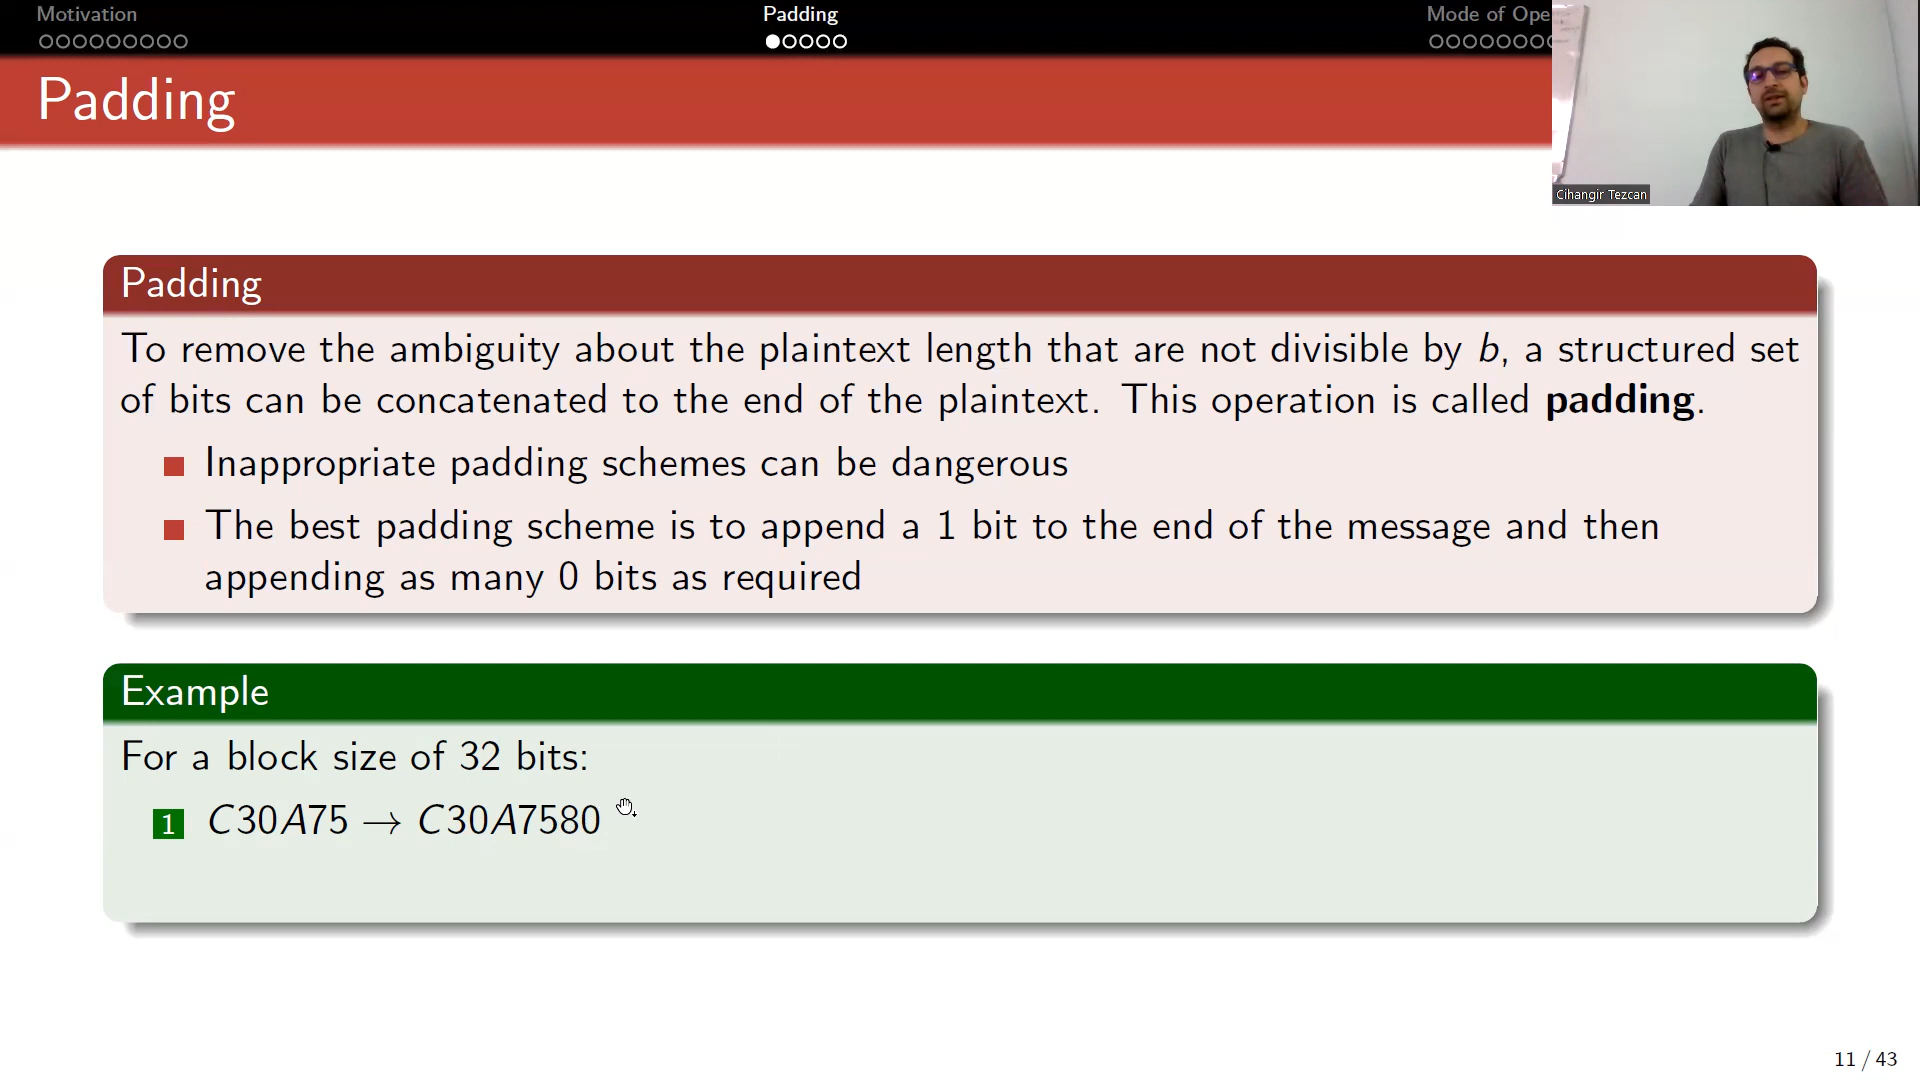 Motivation
Padding
Mode of Ope
Padding
Cihangir Tezcan
Padding
To remove the ambiguity about the plaintext length that are not divisible by b, a structured set
of bits can be concatenated to the end of the plaintext. This operation is called padding.
Inappropriate padding schemes can be dangerous
The best padding scheme is to append a 1 bit to the end of the message and then
appending as many 0 bits as required
Example
For a block size of 32 bits:
1 C30A75 → C30A7580
11 / 43